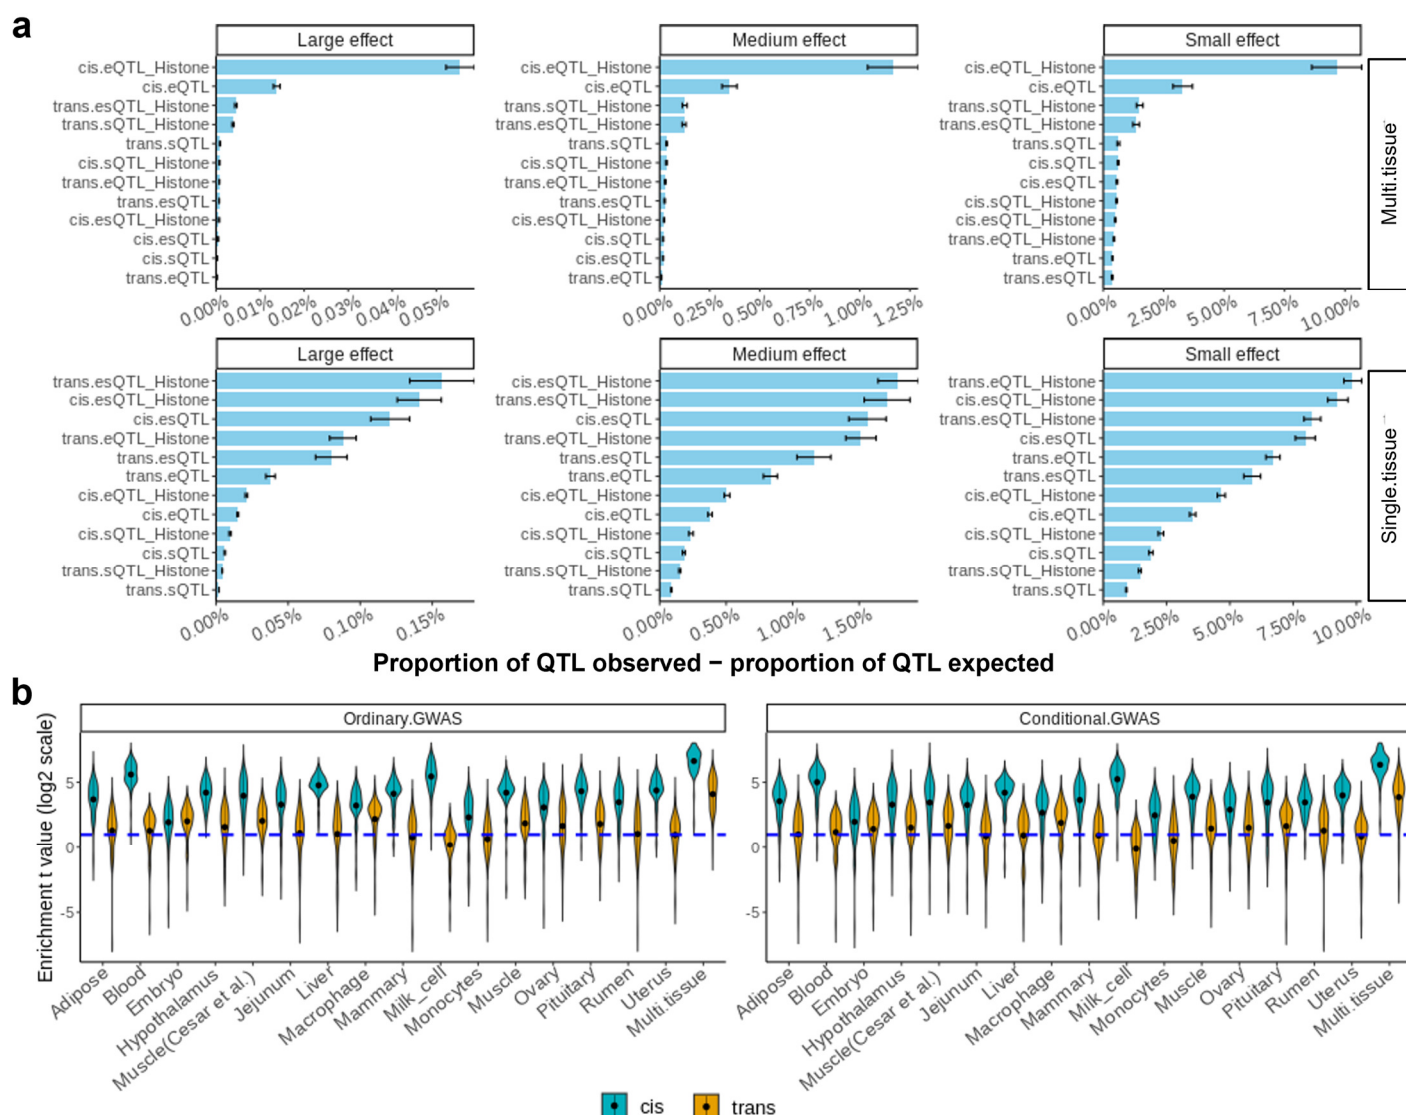 a
Large effect
Medium effect
Small effect
cis.eQTL_Histone
cis.eQTL
trans.esQTL_Histone
trans.sQTL_Histone
trans.sQTL
cis.sQTL_Histone
trans.eQTL_Histone
trans.esQTL
cis.esQTL_Histone
cis.esQTL
cis.sQTL
trans.eQTL
0.00% 0.01% 0.02% 0.03% 0.04% 0.05%
cis.eQTL_Histone
cis.eQTL
trans.sQTL_Histone
trans.esQTL_Histone
trans.sQTL
cis.sQTL_Histone
trans.eQTL_Histone
trans.esQTL
cis.esQTL_Histone
cis.sQTL
cis.esQTL
trans.eQTL
0.00% 0.25% 0.50% 0.75% 1.00% 1.25%
cis.eQTL_Histone
cis.eQTL
trans.sQTL_Histone
trans.esQTL_Histone
trans.sQTL
cis.sQTL
cis.esQTL
cis.sQTL_Histone
cis.esQTL_Histone
trans.eQTL_Histone
trans.eQTL
trans.esQTL
0.00% 2.50% 5.00% 7.50% 10.00%
Multi.tissue
Large effect
Medium effect
Small effect
trans.esQTL_Histone
cis.esQTL_Histone
cis.esQTL
trans.eQTL_Histone
trans.esQTL
trans.eQTL
cis.eQTL_Histone
cis.eQTL
cis.sQTL_Histone
cis.sQTL
trans.sQTL_Histone
trans.sQTL
0.00% 0.05% 0.10% 0.15%
cis.esQTL_Histone
trans.esQTL_Histone
cis.esQTL
trans.eQTL_Histone
trans.esQTL
trans.eQTL
cis.eQTL_Histone
cis.eQTL
cis.sQTL_Histone
cis.sQTL
trans.sQTL_Histone
trans.sQTL
0.00% 0.50% 1.00% 1.50%
trans.eQTL_Histone
cis.esQTL_Histone
trans.esQTL_Histone
cis.esQTL
trans.eQTL
trans.esQTL
cis.eQTL_Histone
cis.eQTL
cis.sQTL_Histone
cis.sQTL
trans.sQTL_Histone
trans.sQTL
0.00% 2.50% 5.00% 7.50% 10.00%
Single.tissue
Proportion of QTL observed − proportion of QTL expected
b
Enrichment t value (log2 scale)
Ordinary.GWAS
Conditional.GWAS
5
0
-5
5
0
-5
Adipose Blood Embryo Hypothalamus Muscle(Cesar et al.) Jejunum Liver Macrophage Mammary Milk_cell Monocytes Muscle Ovary Pituitary Rumen Uterus Multi.tissue
Adipose Blood Embryo Hypothalamus Muscle(Cesar et al.) Jejunum Liver Macrophage Mammary Milk_cell Monocytes Muscle Ovary Pituitary Rumen Uterus Multi.tissue
cis trans